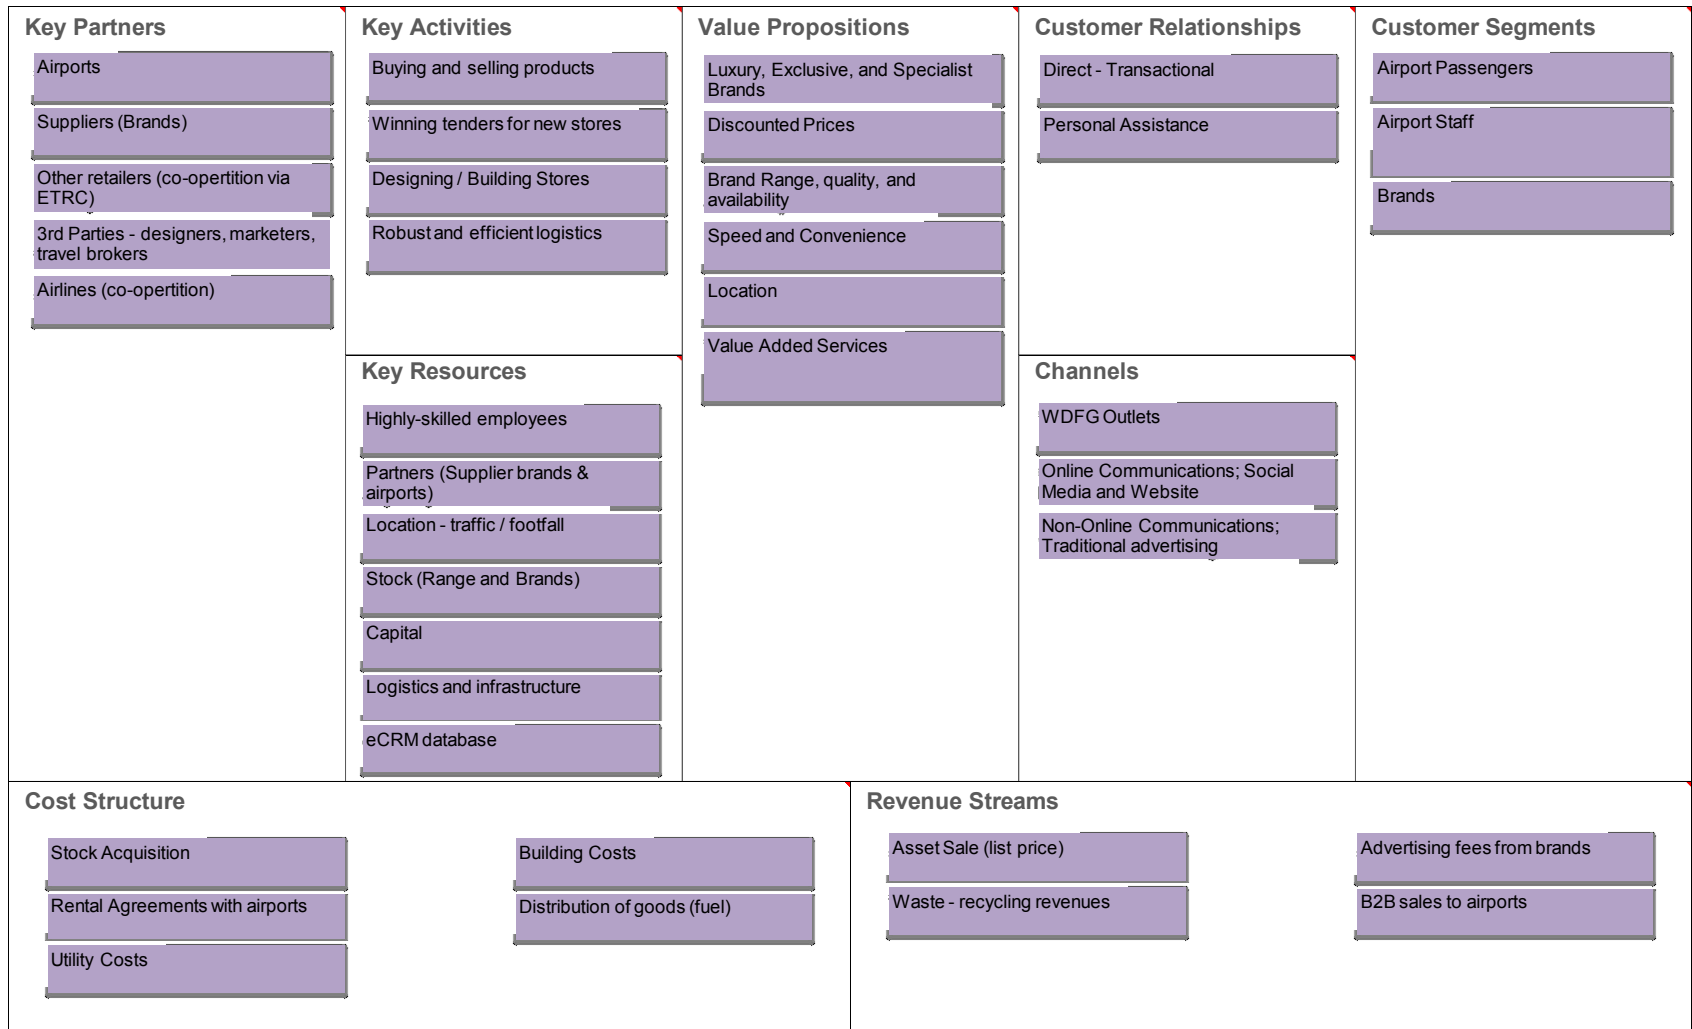 Key Partners
Airports
Suppliers (Brands)
Other retailers (co-opertition via
ETRC)
3rd Parties - designers, marketers,
travel brokers
Airlines (co-opertition)
Key Activities
Buying and selling products
Winning tenders for new stores
Designing / Building Stores
Robust and efficient logistics
Key Resources
Highly-skilled employees
Partners (Supplier brands &
airports)
Location - traffic / footfall
Stock (Range and Brands)
Capital
Logistics and infrastructure
eCRM database
Value Propositions
Luxury, Exclusive, and Specialist
Brands
Discounted Prices
Brand Range, quality, and
availability
Speed and Convenience
Location
Value Added Services
Customer Relationships
Direct - Transactional
Personal Assistance
Channels
WDFG Outlets
Online Communications; Social
Media and Website
Non-Online Communications;
Traditional advertising
Customer Segments
Airport Passengers
Airport Staff
Brands
Cost Structure
Stock Acquisition
Rental Agreements with airports
Utility Costs
Building Costs
Distribution of goods (fuel)
Revenue Streams
Asset Sale (list price)
Waste - recycling revenues
Advertising fees from brands
B2B sales to airports